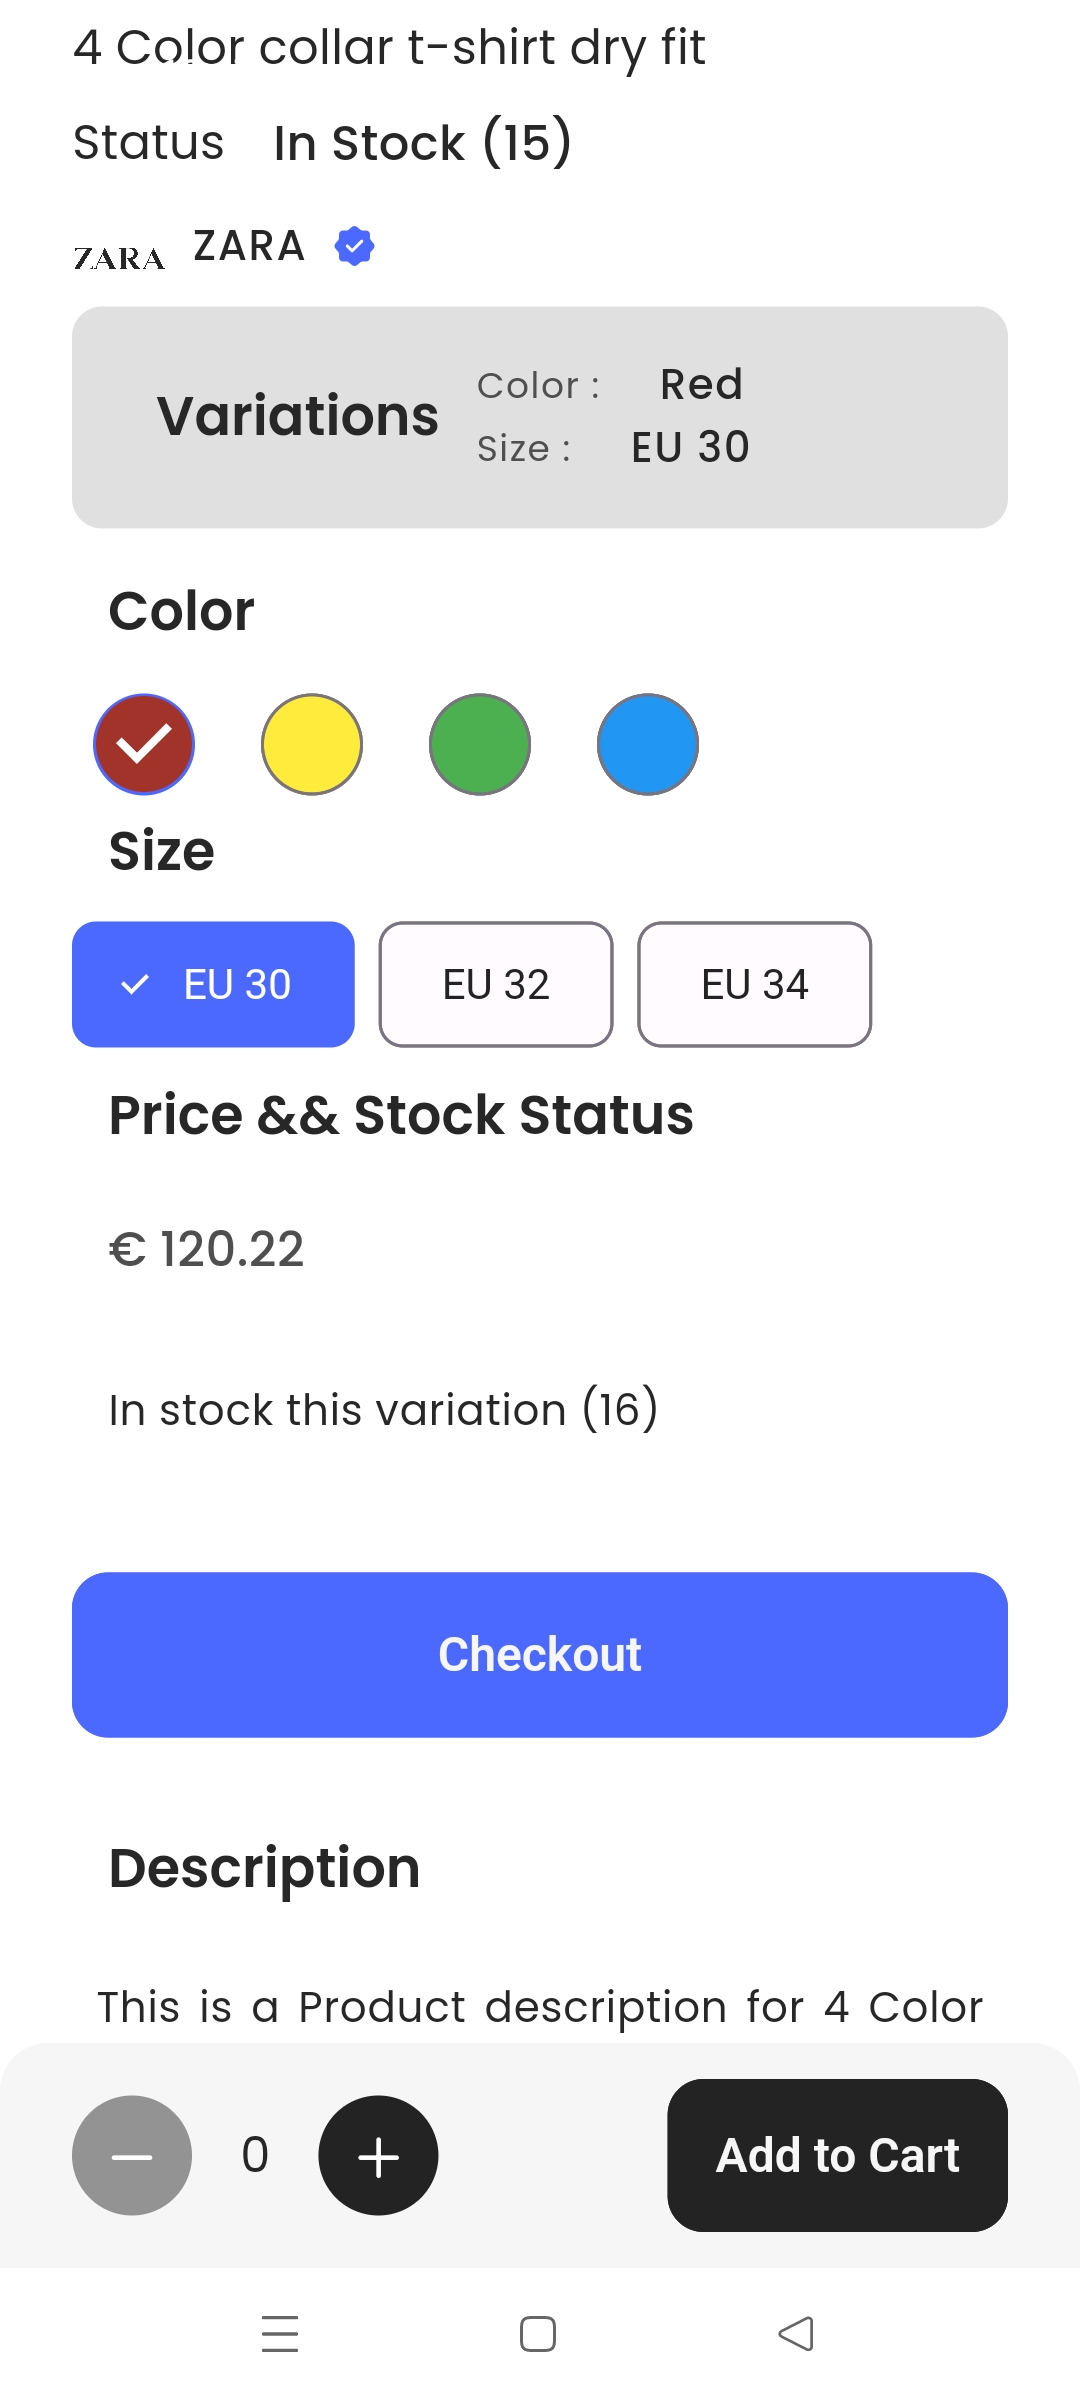 4 Color collar t-shirt dry fit
Status In Stock (15)
ZARA ZARA
Variations
Color : Red
Size : EU 30
Color
Size
EU 30 EU 32 EU 34
Price && Stock Status
€ 120.22
In stock this variation (16)
Checkout
Description
This is a Product description for 4 Color
0 Add to Cart